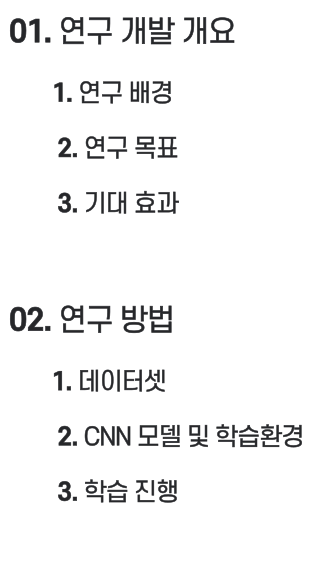 01. 연구 개발 개요
1. 연구 배경
2. 연구 목표
3. 기대 효과
02. 연구 방법
1. 데이터셋
2. CNN 모델 및 학습환경
3. 학습 진행